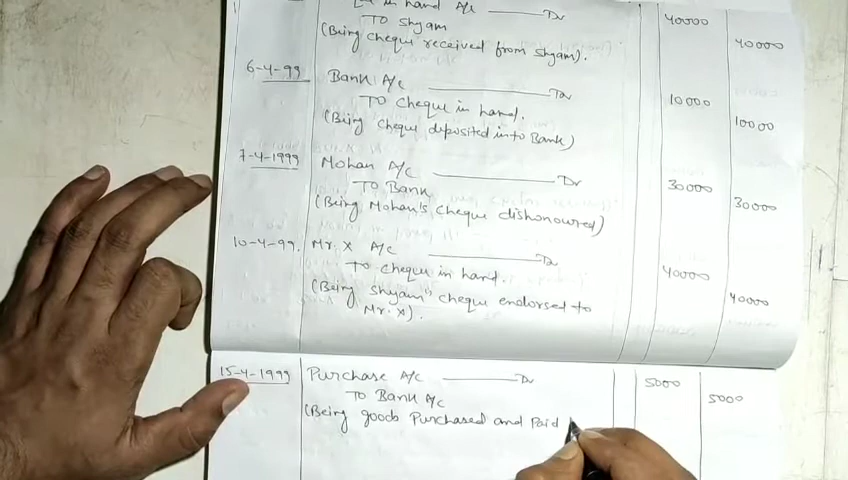 in hand A/c Dr 40000
To Shyam 40000
(Being cheque received from Shyam).
6-4-99 Bank A/c Dr 10000
To cheque in hand. 10000
(Being cheque deposited into Bank)
7-4-1999 Mohan A/c Dr 30000
To Bank 30000
(Being Mohan's cheque dishonoured)
10-4-99. Mr. X A/c Dr 40000
To cheque in hand. 40000
(Being Shyam's cheque endorsed to
Mr. X).
15-4-1999 Purchase A/c Dr 5000
To Bank A/c 5000
(Being goods Purchased and Paid